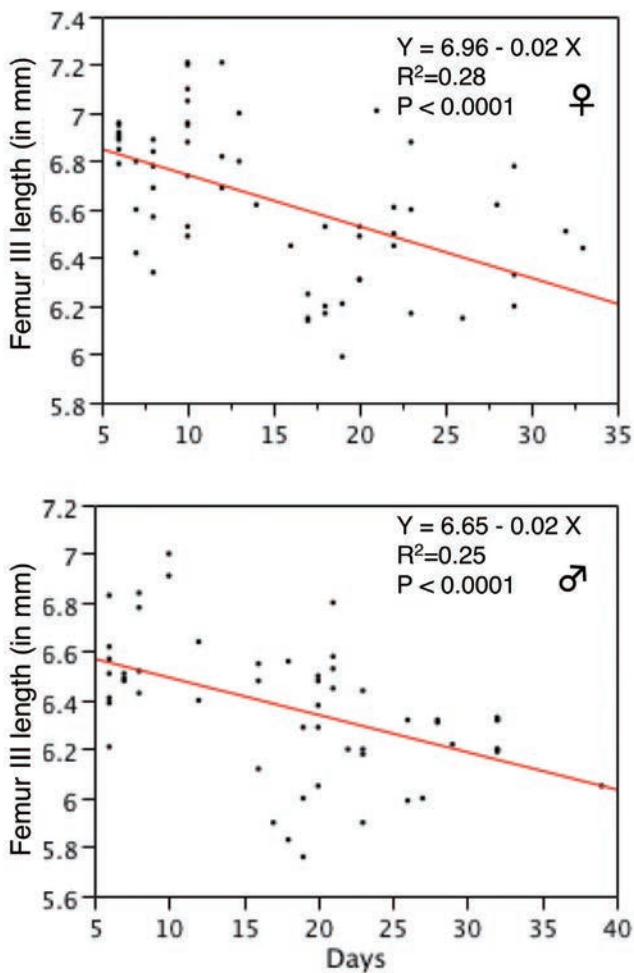 7.4
7.2
7
6.8
6.6
6.4
6.2
6
5.8
Femur III length (in mm)
Y = 6.96 - 0.02 X
R²=0.28
P < 0.0001
♀
5 10 15 20 25 30 35
7.2
7
6.8
6.6
6.4
6.2
6
5.8
5.6
Femur III length (in mm)
Y = 6.65 - 0.02 X
R²=0.25
P < 0.0001
♂
5 10 15 20 25 30 35 40
Days